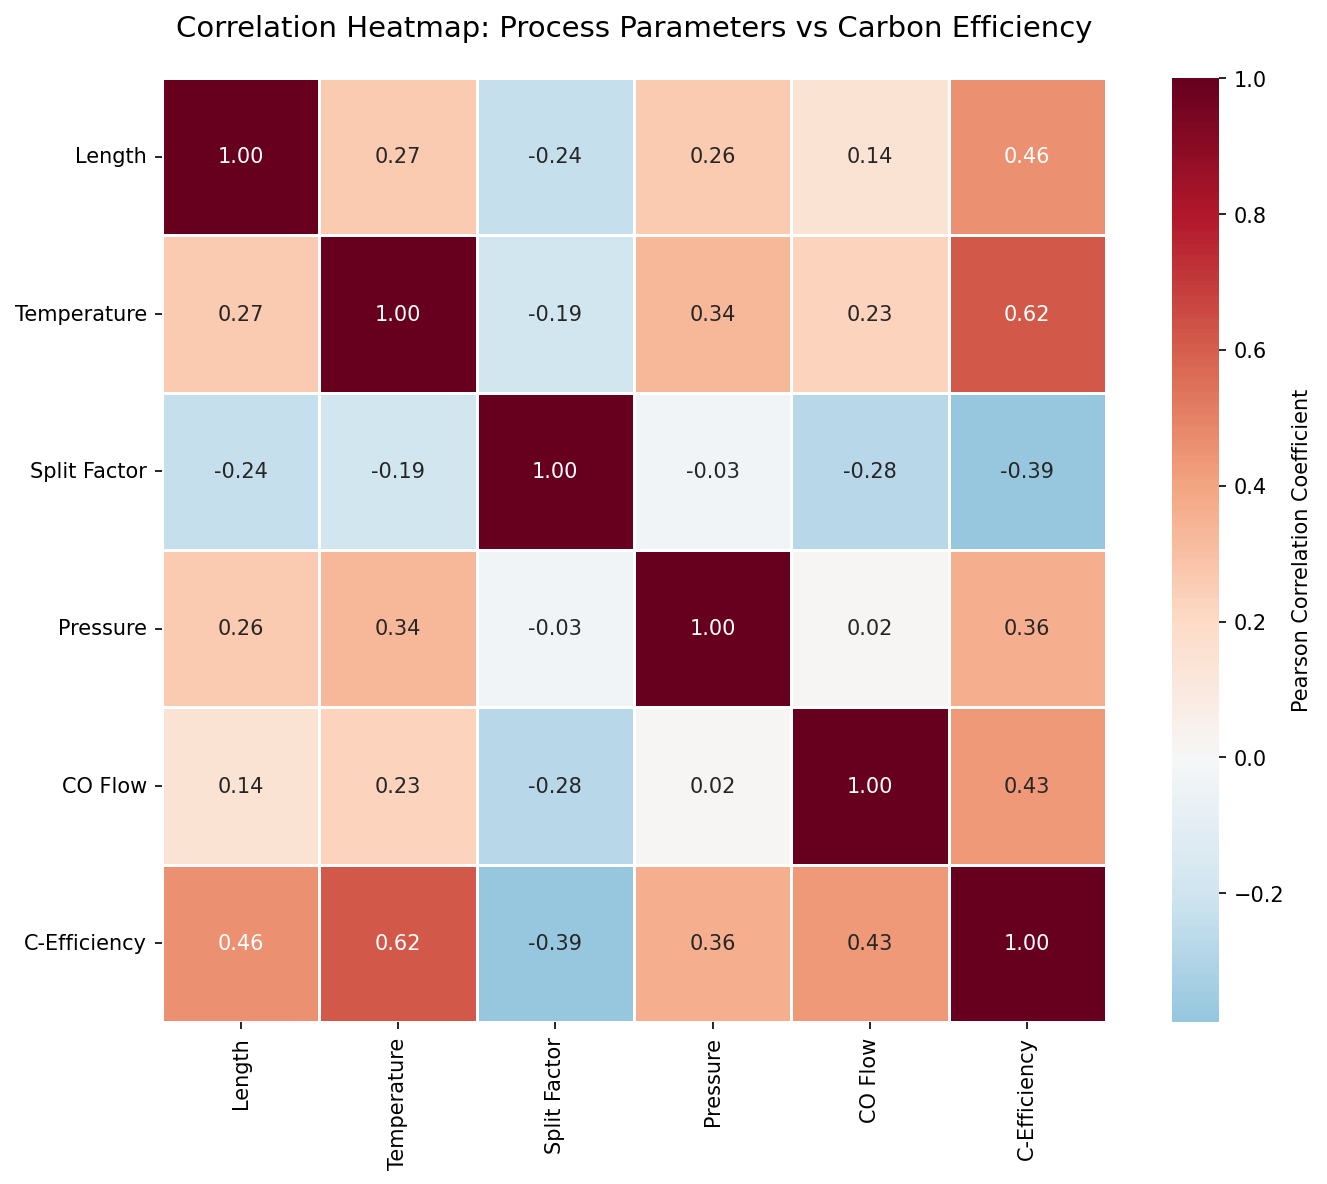 Correlation Heatmap: Process Parameters vs Carbon Efficiency
Length 1.00 0.27 -0.24 0.26 0.14 0.46
Temperature 0.27 1.00 -0.19 0.34 0.23 0.62
Split Factor -0.24 -0.19 1.00 -0.03 -0.28 -0.39
Pressure 0.26 0.34 -0.03 1.00 0.02 0.36
CO Flow 0.14 0.23 -0.28 0.02 1.00 0.43
C-Efficiency 0.46 0.62 -0.39 0.36 0.43 1.00
Length Temperature Split Factor Pressure CO Flow C-Efficiency
1.0
0.8
0.6
0.4
0.2
0.0
−0.2
Pearson Correlation Coefficient